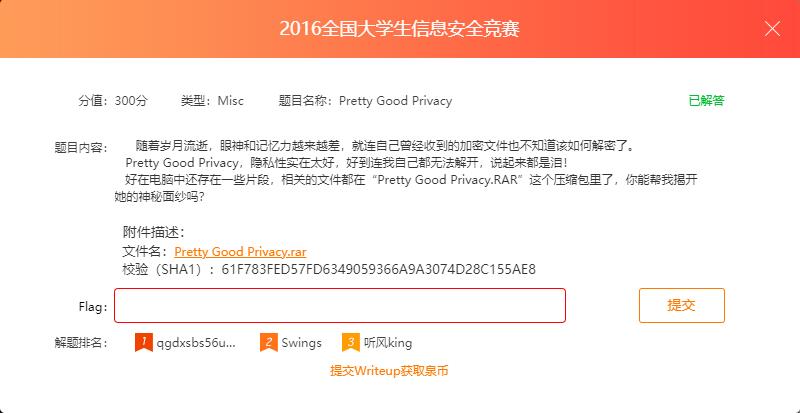 2016全国大学生信息安全竞赛
分值：300分 类型：Misc 题目名称：Pretty Good Privacy 已解答
题目内容： 随着岁月流逝，眼神和记忆力越来越差，就连自己曾经收到的加密文件也不知道该如何解密了。
Pretty Good Privacy，隐私性实在太好，好到连我自己都无法解开，说起来都是泪！
好在电脑中还存在一些片段，相关的文件都在“Pretty Good Privacy.RAR”这个压缩包里了，你能帮我揭开
她的神秘面纱吗？
附件描述：
文件名：Pretty Good Privacy.rar
校验（SHA1）：61F783FED57FD6349059366A9A3074D28C155AE8
Flag： 提交
解题排名： 1 qgdxsbs56u... 2 Swings 3 听风king
提交Writeup获取泉币